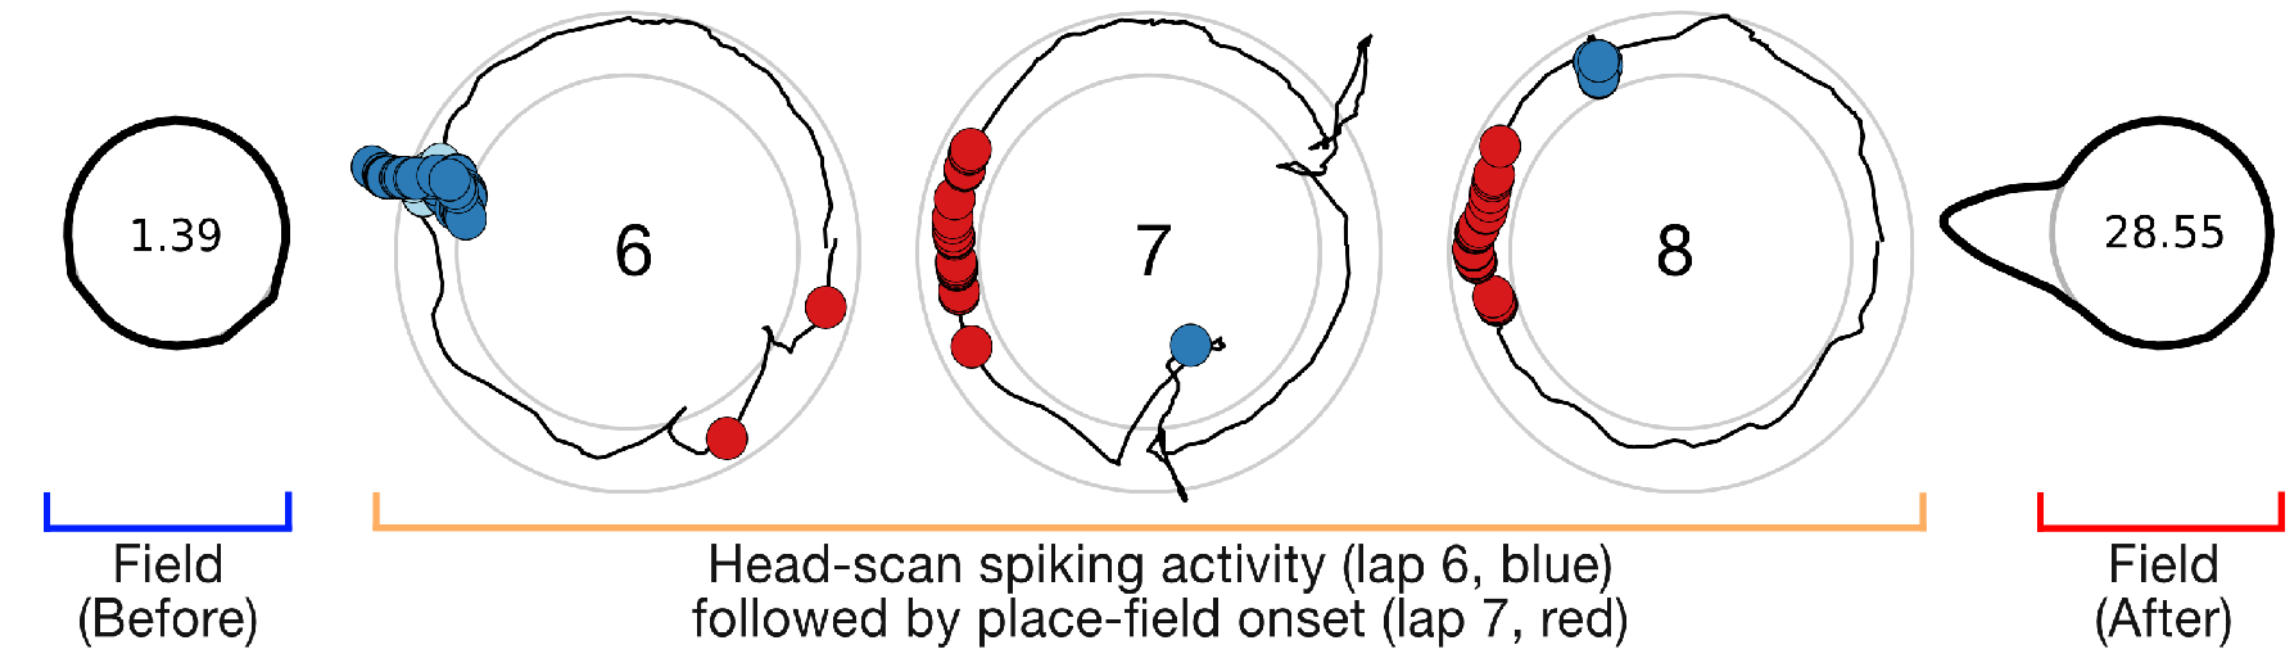 1.39
6
7
8
28.55
Field
(Before)
Head-scan spiking activity (lap 6, blue)
followed by place-field onset (lap 7, red)
Field
(After)